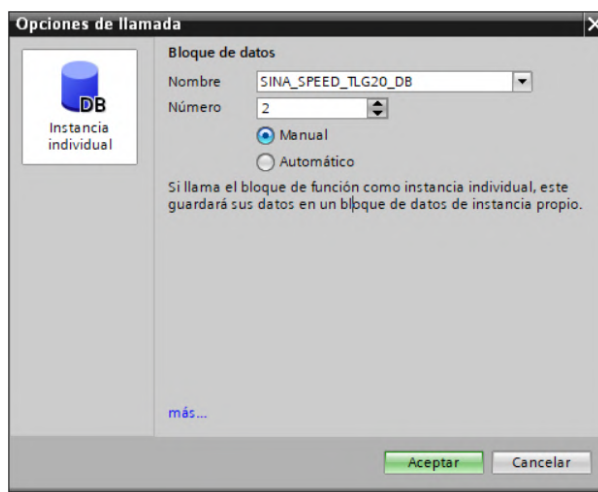 Opciones de llamada
DB
Instancia
individual
Bloque de datos
Nombre
SINA_SPEED_TLG20_DB
Número
2
Manual
Automático
Si llama el bloque de función como instancia individual, este
guardará sus datos en un bloque de datos de instancia propio.
más...
Aceptar
Cancelar